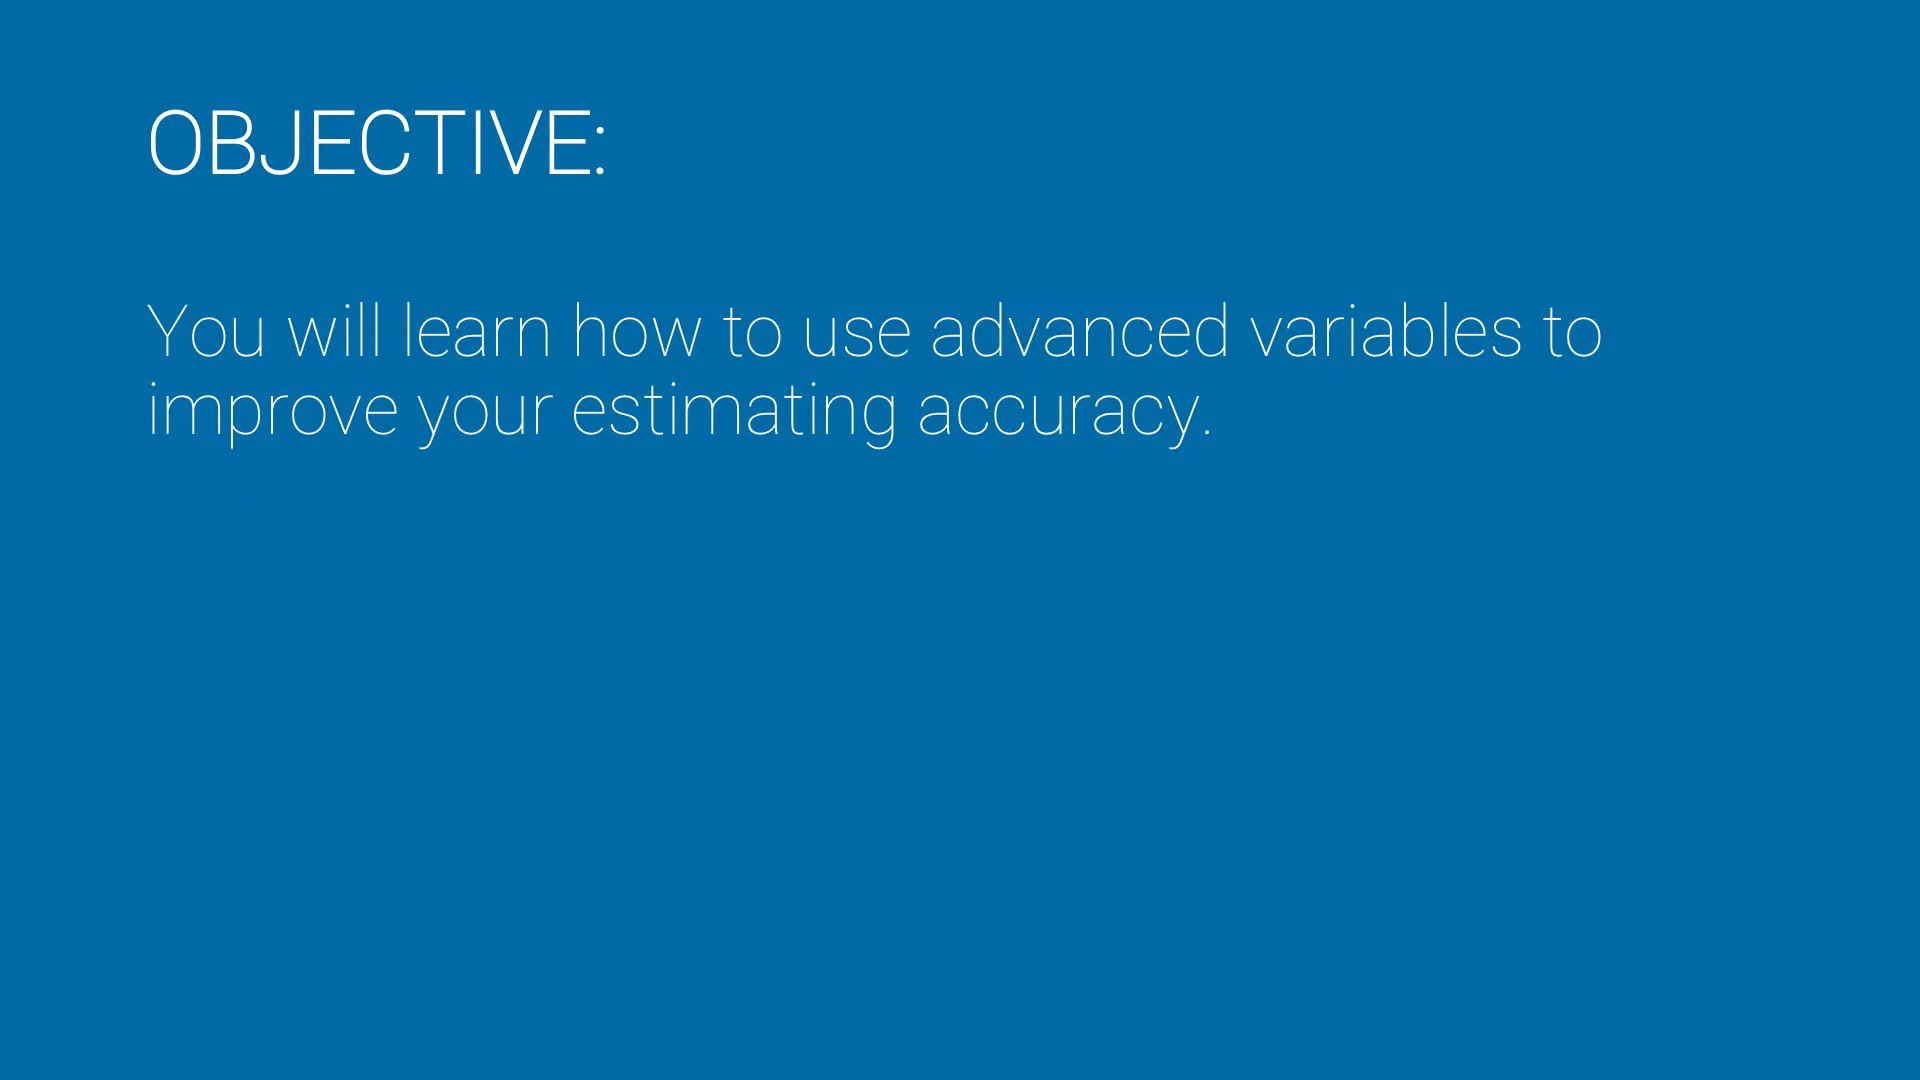 OBJECTIVE:
You will learn how to use advanced variables to
improve your estimating accuracy.